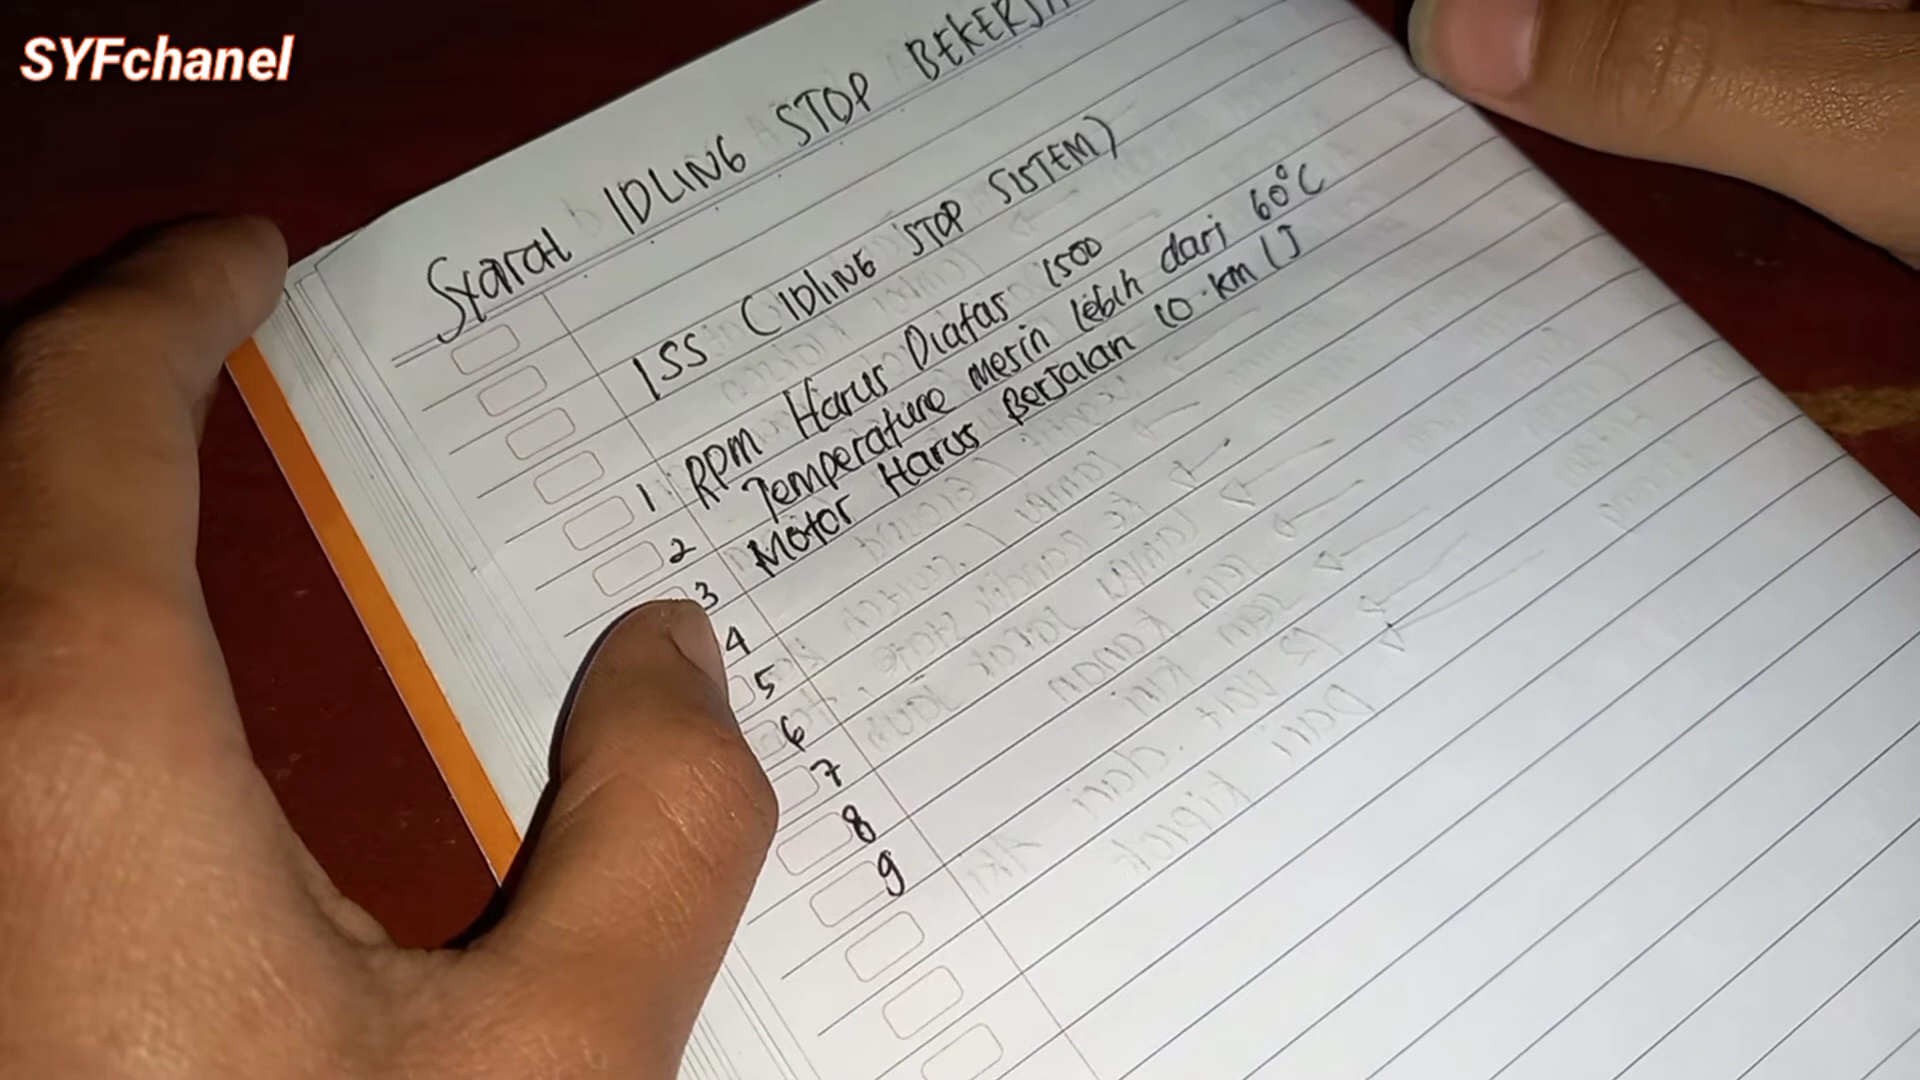 SYFchanel
Syarat IDLING STOP BEKERJA
ISS (IDLING STOP SISTEM)
1 RPM Harus Diatas 1500
2 Temperature mesin lebih dari 60°C
3 Motor Harus Berjalan 10 km / J
4
5
6
7
8
9